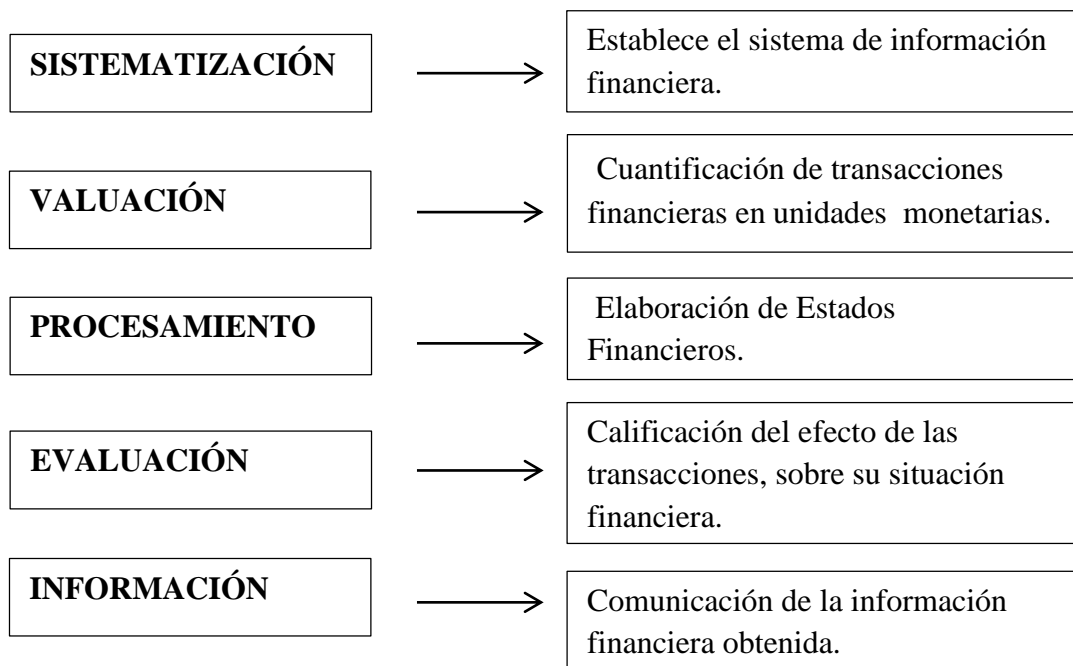 SISTEMATIZACIÓN
Establece el sistema de información
financiera.
VALUACIÓN
Cuantificación de transacciones
financieras en unidades monetarias.
PROCESAMIENTO
Elaboración de Estados
Financieros.
EVALUACIÓN
Calificación del efecto de las
transacciones, sobre su situación
financiera.
INFORMACIÓN
Comunicación de la información
financiera obtenida.